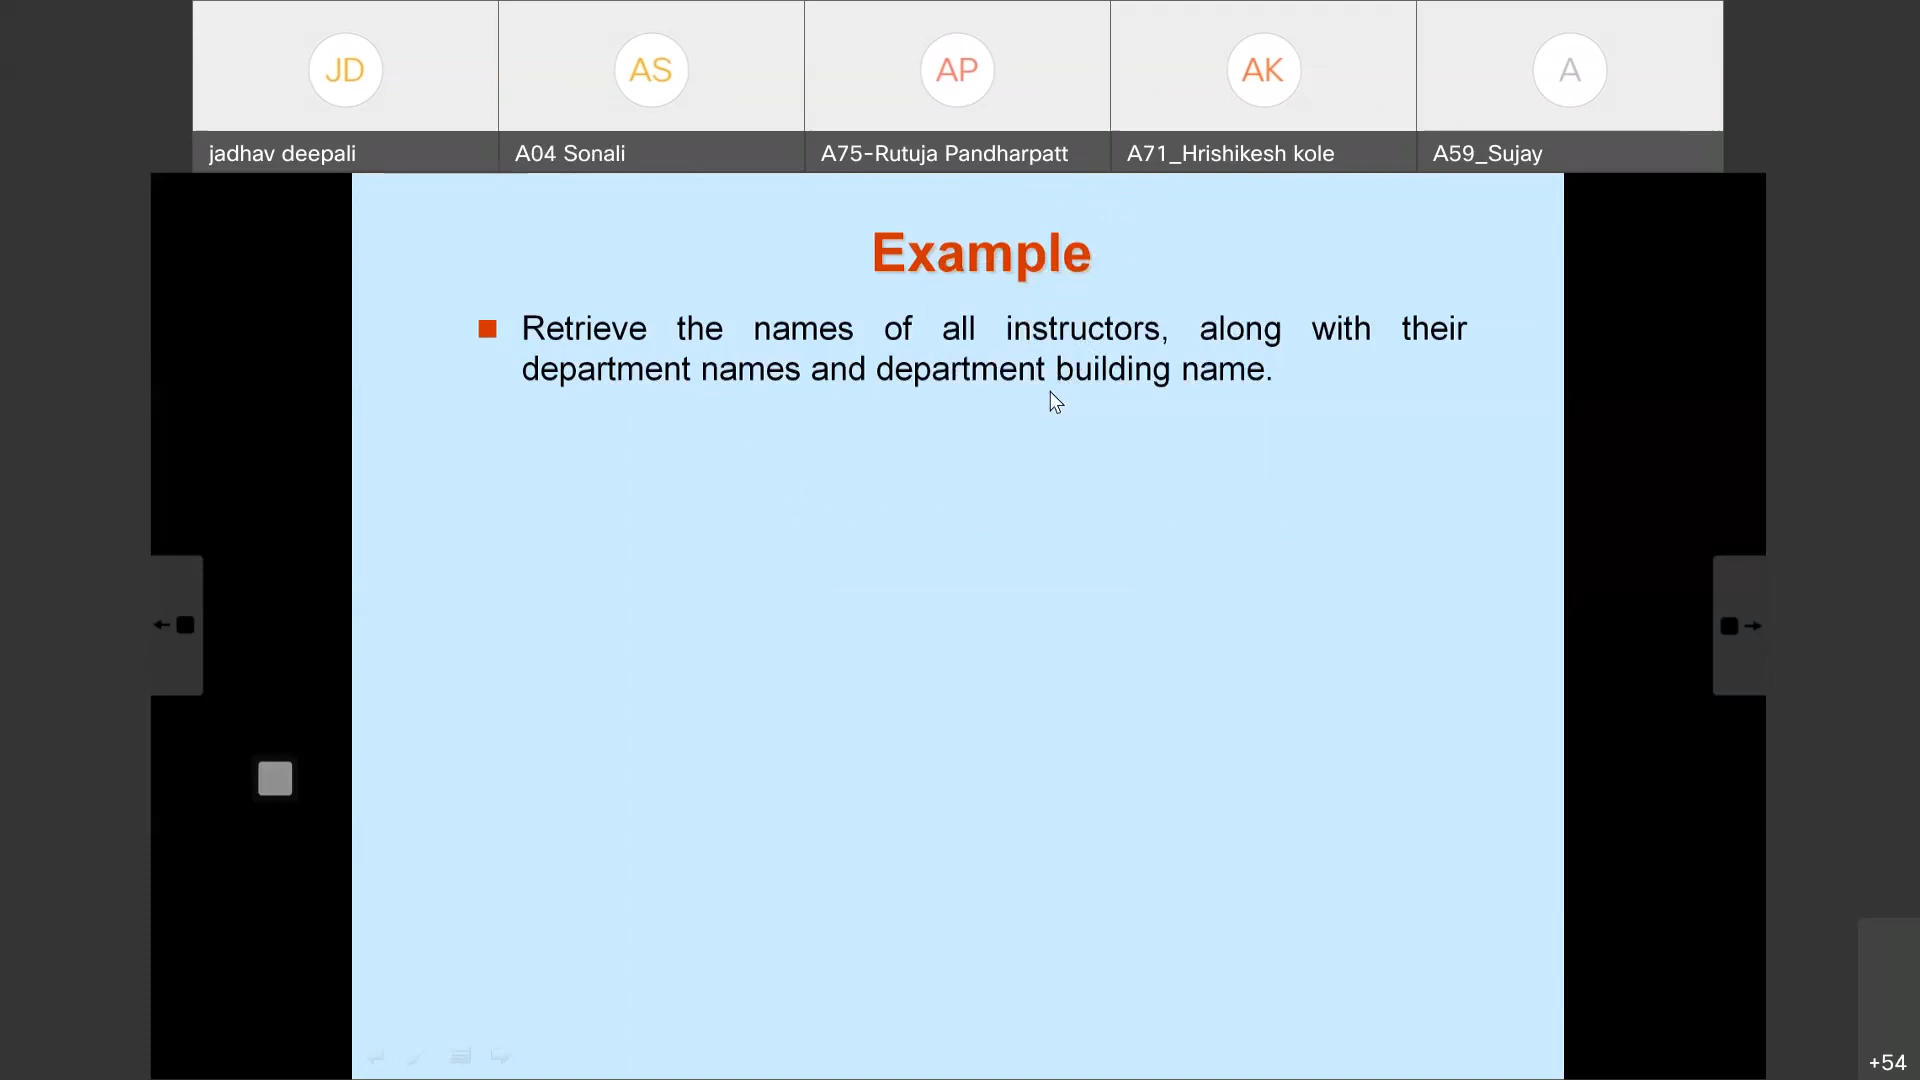 JD
AS
AP
AK
A
jadhav deepali
A04 Sonali
A75-Rutuja Pandharpatt
A71_Hrishikesh kole
A59_Sujay
Example
Retrieve the names of all instructors, along with their
department names and department building name.
+54